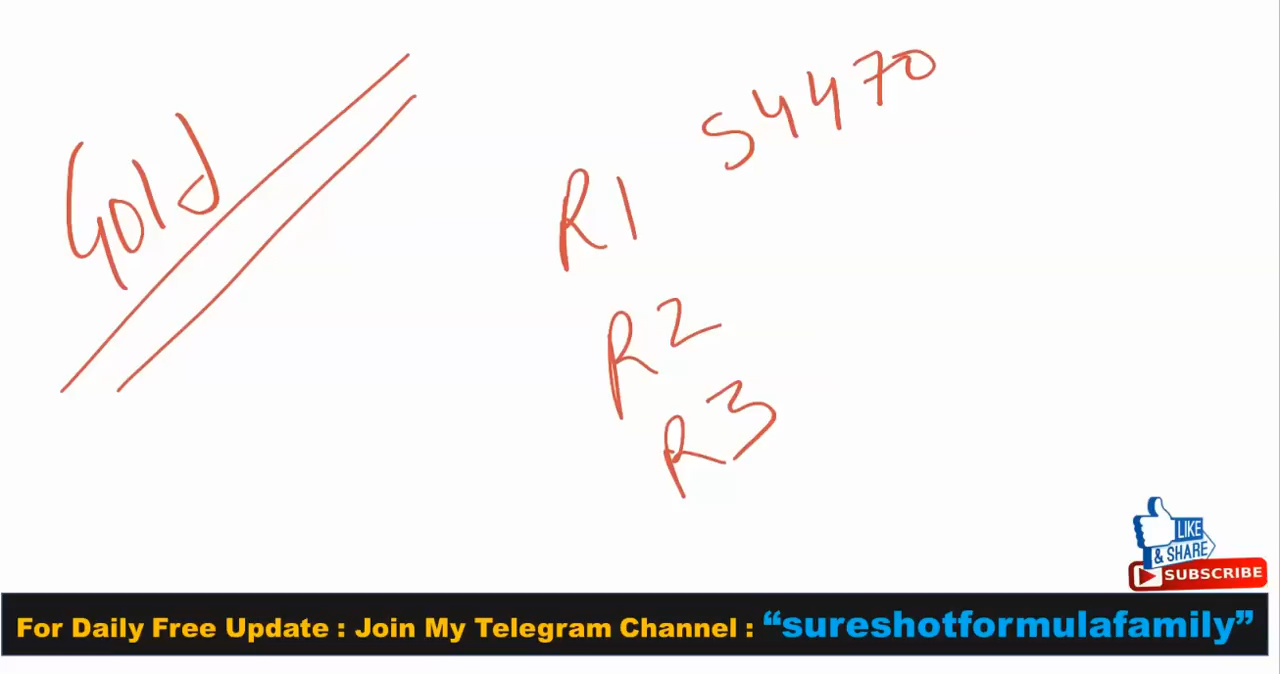 Gold
54470
R1
R2
R3
LIKE
& SHARE
SUBSCRIBE
For Daily Free Update : Join My Telegram Channel : “sureshotformulafamily”